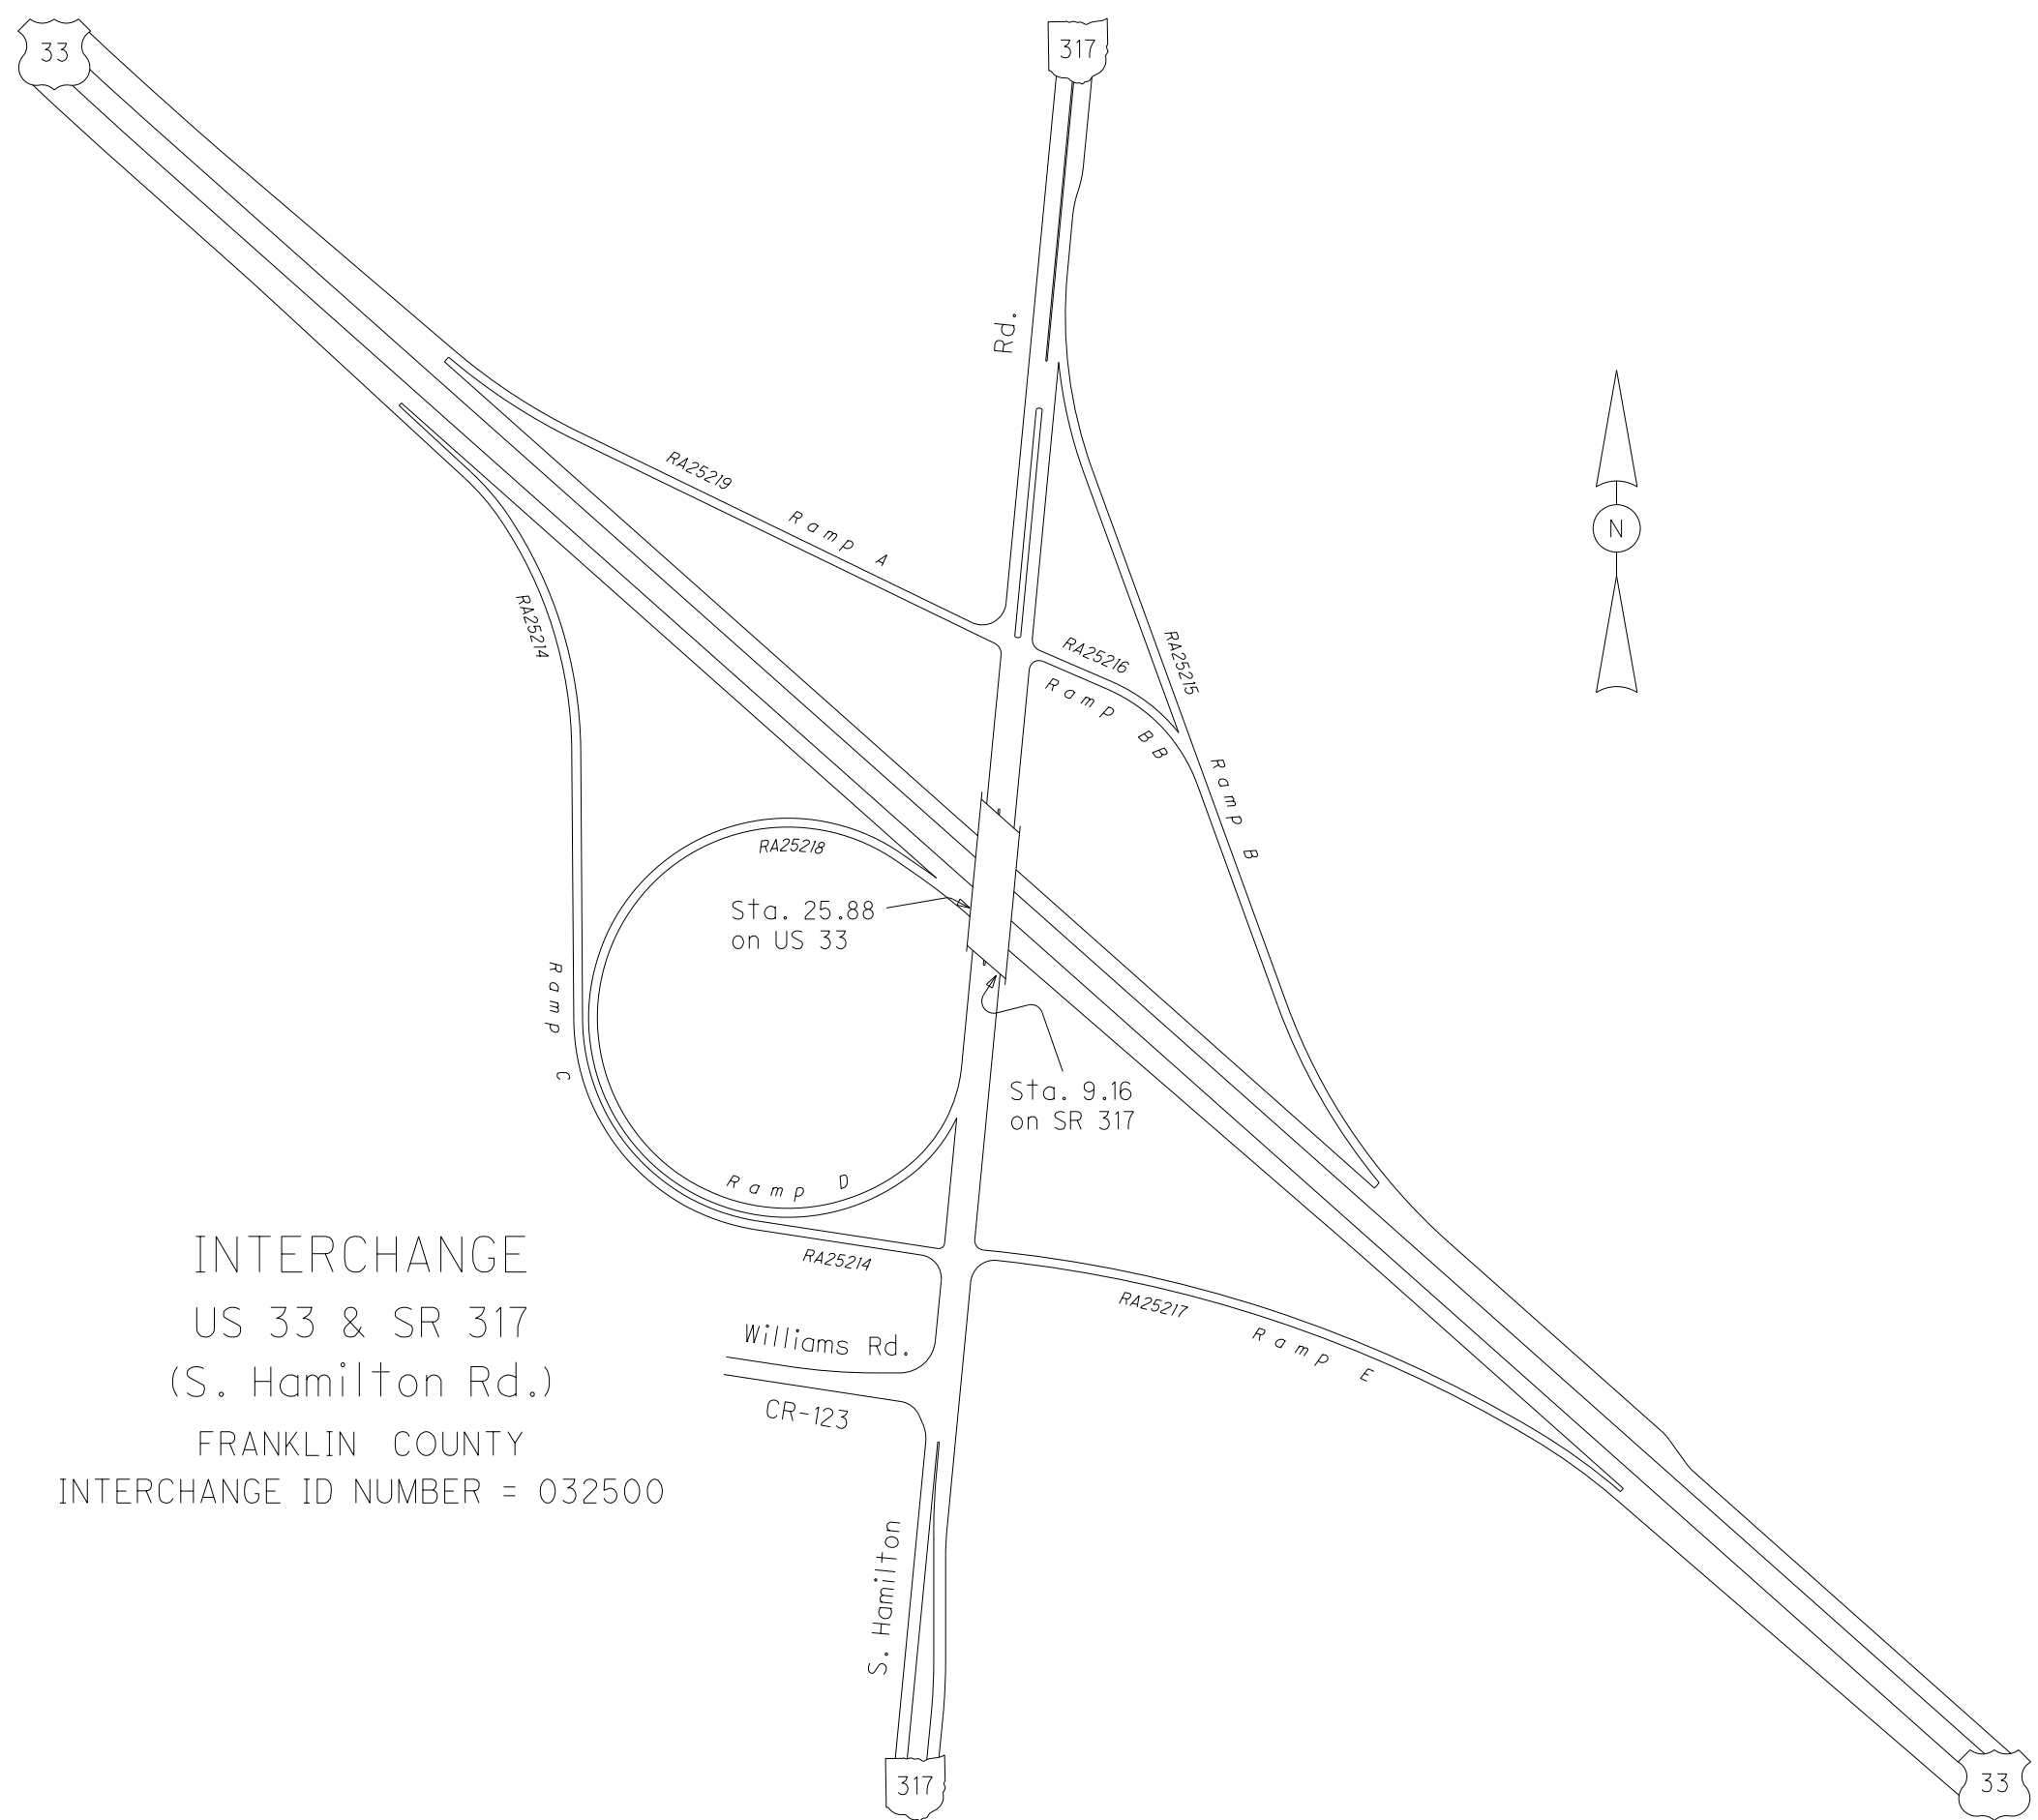 33
317
Rd.
RA25219
Ramp A
N
RA25214
RA25216
RA25215
Ramp BB
Ramp B
RA25218
Sta. 25.88
on US 33
Ramp C
Sta. 9.16
on SR 317
Ramp D
INTERCHANGE
US 33 & SR 317
(S. Hamilton Rd.)
FRANKLIN COUNTY
INTERCHANGE ID NUMBER = 032500
RA25214
RA25217
Ramp E
Williams Rd.
CR-123
S. Hamilton
317
33